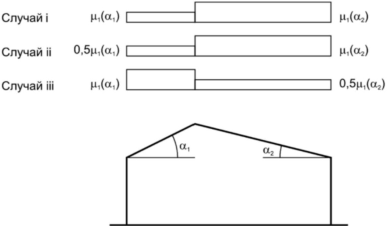 Случай i μ₁(α₁) μ₁(α₂)
Случай ii 0,5μ₁(α₁) μ₁(α₂)
Случай iii μ₁(α₁) 0,5μ₁(α₂)
α₁ α₂